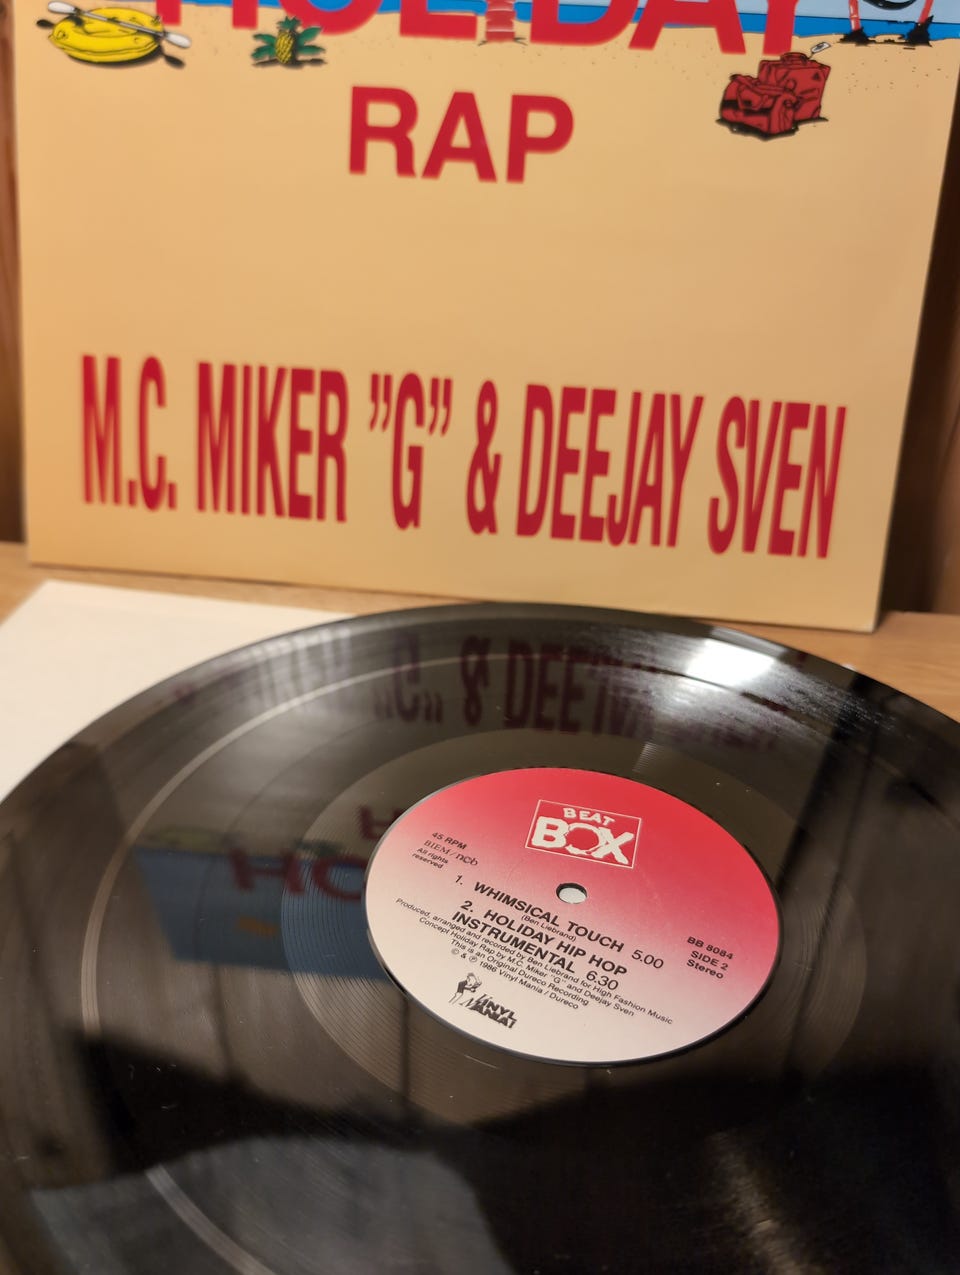 HOLIDAY
RAP
M.C. MIKER "G" & DEEJAY SVEN
BEAT
BOX
45 RPM
BIEM/ncb
All rights
reserved
1. WHIMSICAL TOUCH 5.00
(Ben Liebrand)
2. HOLIDAY HIP HOP
INSTRUMENTAL 6.30
Produced, arranged and recorded by Ben Liebrand for High Fashion Music
Concept Holiday Rap by M.C. Miker "G" and Deejay Sven
This is an Original Dureco Recording
© & ℗ 1986 Vinyl Mania / Dureco
BB 8084
SIDE 2
Stereo
VINYL
MANIA!